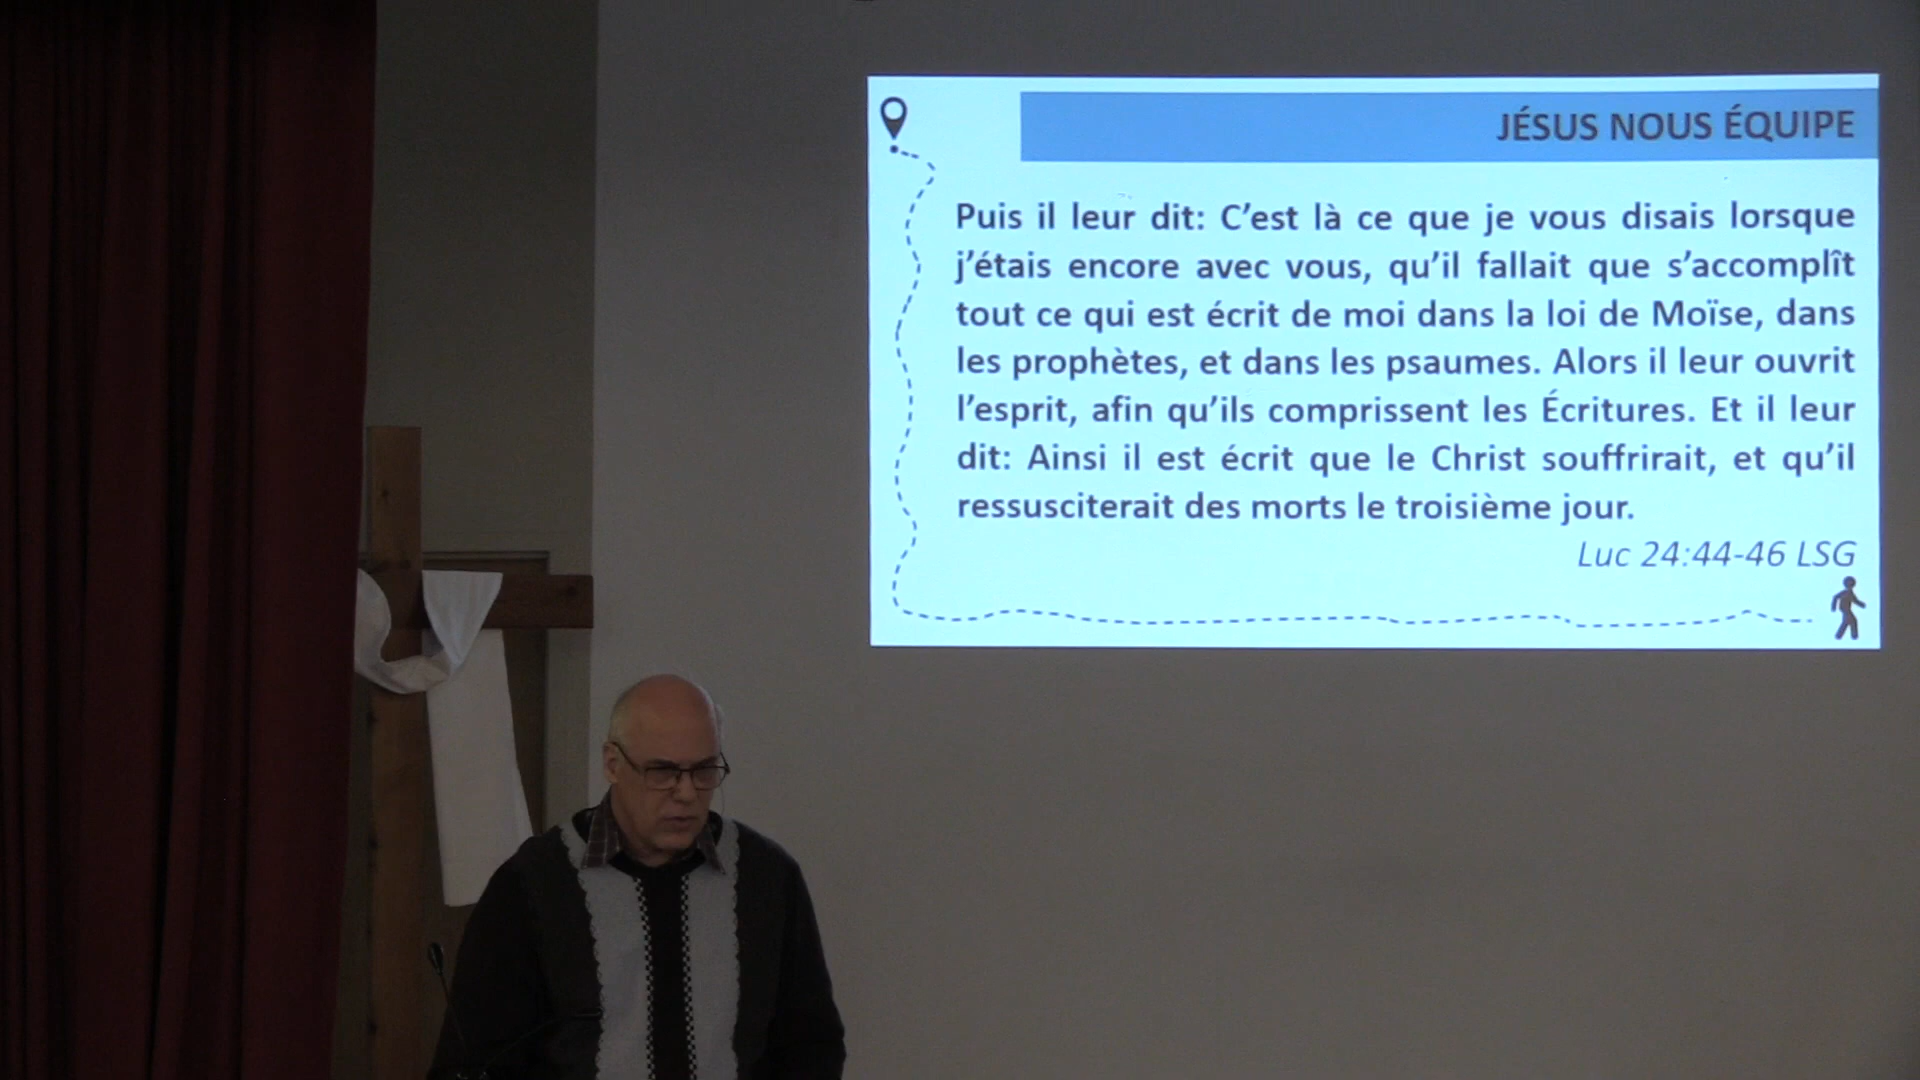 JÉSUS NOUS ÉQUIPE
Puis il leur dit: C’est là ce que je vous disais lorsque
j’étais encore avec vous, qu’il fallait que s’accomplît
tout ce qui est écrit de moi dans la loi de Moïse, dans
les prophètes, et dans les psaumes. Alors il leur ouvrit
l’esprit, afin qu’ils comprissent les Écritures. Et il leur
dit: Ainsi il est écrit que le Christ souffrirait, et qu’il
ressusciterait des morts le troisième jour.
Luc 24:44-46 LSG